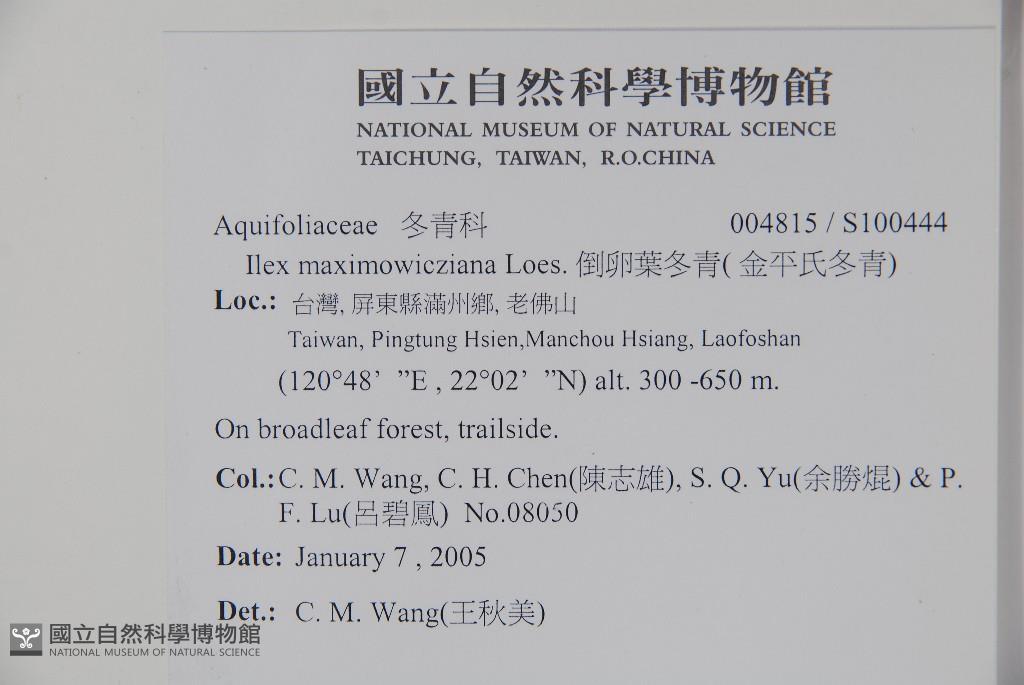 國立自然科學博物館
NATIONAL MUSEUM OF NATURAL SCIENCE
TAICHUNG, TAIWAN, R.O.CHINA
Aquifoliaceae 冬青科 004815 / S100444
Ilex maximowicziana Loes. 倒卵葉冬青( 金平氏冬青)
Loc.: 台灣, 屏東縣滿州鄉, 老佛山
Taiwan, Pingtung Hsien,Manchou Hsiang, Laofoshan
(120°48’ ”E , 22°02’ ”N) alt. 300 -650 m.
On broadleaf forest, trailside.
Col.: C. M. Wang, C. H. Chen(陳志雄), S. Q. Yu(余勝焜) & P.
F. Lu(呂碧鳳) No.08050
Date: January 7 , 2005
Det.: C. M. Wang(王秋美)
國立自然科學博物館
NATIONAL MUSEUM OF NATURAL SCIENCE